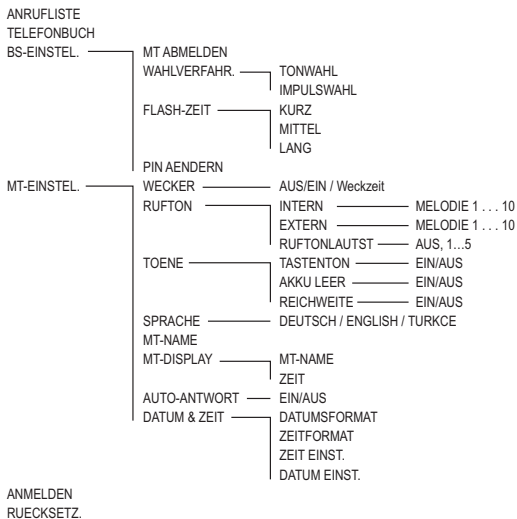 ANRUFLISTE
TELEFONBUCH
BS-EINSTEL. MT ABMELDEN
WAHLVERFAHR. TONWAHL
IMPULSWAHL
FLASH-ZEIT KURZ
MITTEL
LANG
PIN AENDERN
MT-EINSTEL. WECKER AUS/EIN / Weckzeit
RUFTON INTERN MELODIE 1 . . . 10
EXTERN MELODIE 1 . . . 10
RUFTONLAUTST AUS, 1...5
TOENE TASTENTON EIN/AUS
AKKU LEER EIN/AUS
REICHWEITE EIN/AUS
SPRACHE DEUTSCH / ENGLISH / TURKCE
MT-NAME
MT-DISPLAY MT-NAME
ZEIT
AUTO-ANTWORT EIN/AUS
DATUM & ZEIT DATUMSFORMAT
ZEITFORMAT
ZEIT EINST.
DATUM EINST.
ANMELDEN
RUECKSETZ.